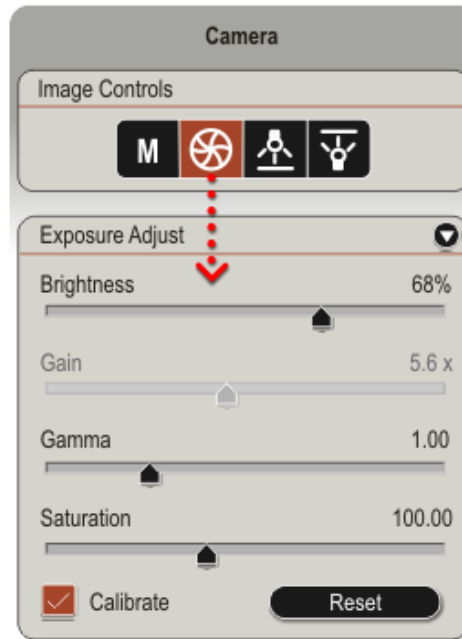 Camera
Image Controls
M
Exposure Adjust
Brightness 68%
Gain 5.6 x
Gamma 1.00
Saturation 100.00
Calibrate Reset